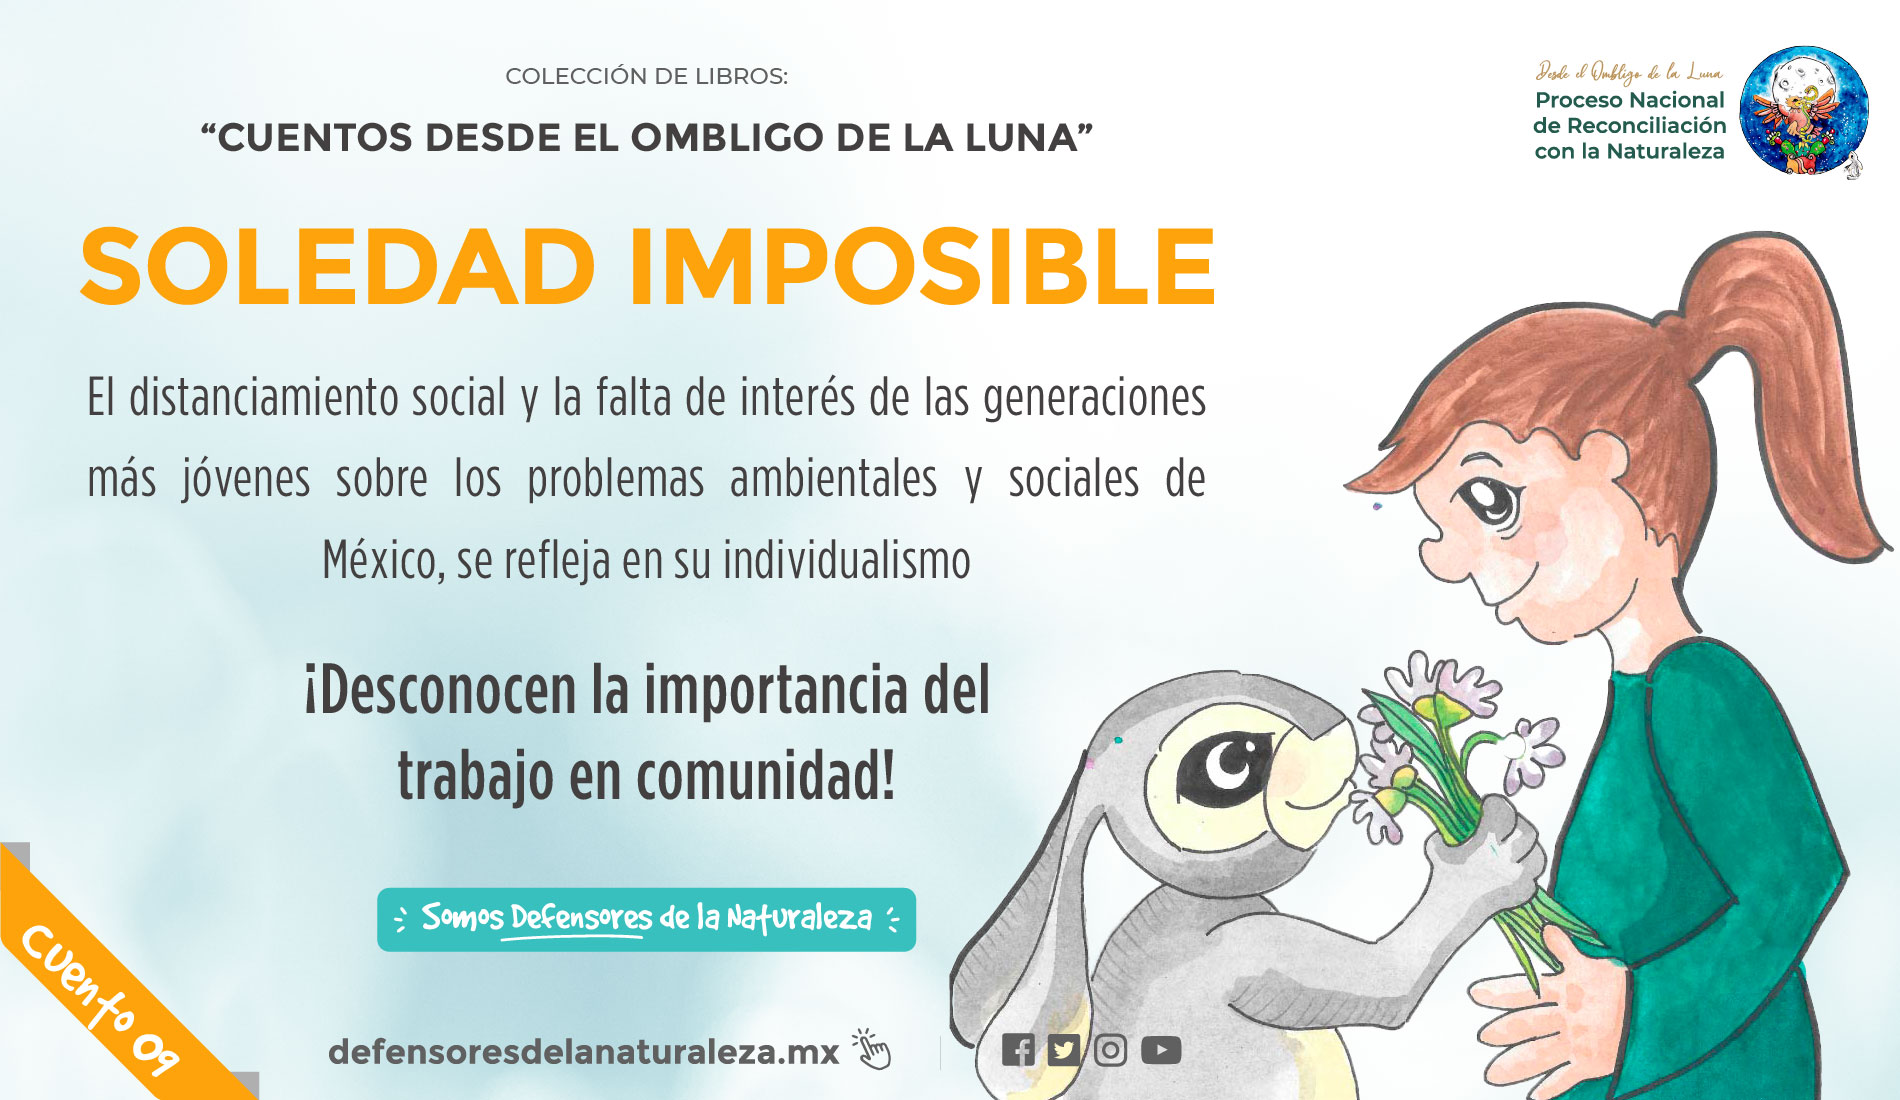 COLECCIÓN DE LIBROS:
“CUENTOS DESDE EL OMBLIGO DE LA LUNA”
Desde el Ombligo de la Luna
Proceso Nacional
de Reconciliación
con la Naturaleza
SOLEDAD IMPOSIBLE
El distanciamiento social y la falta de interés de las generaciones
más jóvenes sobre los problemas ambientales y sociales de
México, se refleja en su individualismo
¡Desconocen la importancia del
trabajo en comunidad!
Somos Defensores de la Naturaleza
Cuento 09
defensoresdelanaturaleza.mx